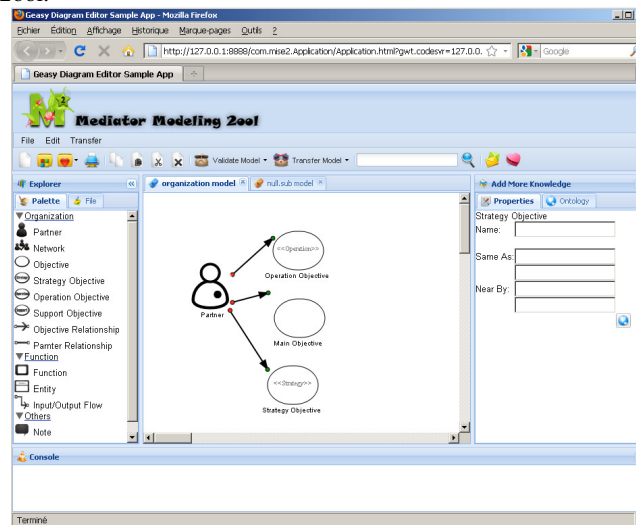 2001.
Geasy Diagram Editor Sample App - Mozilla Firefox
Fichier Édition Affichage Historique Marque-pages Outils ?
http://127.0.0.1:8888/com.mise2.Application/Application.html?gwt.codesvr=127.0.0. Google
Geasy Diagram Editor Sample App
M 2 Mediator Modeling 2ool
File Edit Transfer
Validate Model Transfer Model
Explorer
organization model
null.sub model
Add More Knowledge
Palette File
Properties Ontology
Organization
Partner
Network
Objective
Strategy Objective
Operation Objective
Support Objective
Objective Relationship
Parnter Relationship
Function
Function
Entity
Input/Output Flow
Others
Note
<<Operation>>
Operation Objective
Partner
Main Objective
<<Strategy>>
Strategy Objective
Strategy Objective
Name:
Same As:
Near By:
Console
Terminé